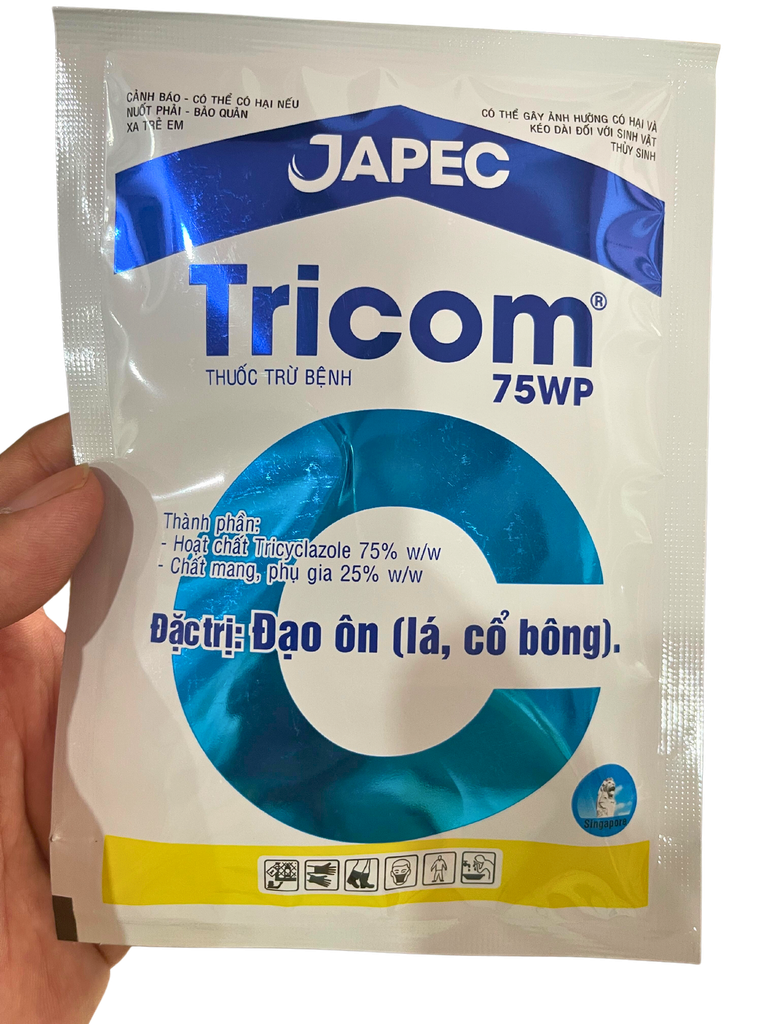 CẢNH BÁO - CÓ THỂ CÓ HẠI NẾU
NUỐT PHẢI - BẢO QUẢN
XA TRẺ EM
CÓ THỂ GÂY ẢNH HƯỞNG CÓ HẠI VÀ
KÉO DÀI ĐỐI VỚI SINH VẬT
THỦY SINH
JAPEC
Tricom®
THUỐC TRỪ BỆNH
75WP
Thành phần:
- Hoạt chất Tricyclazole 75% w/w
- Chất mang, phụ gia 25% w/w
Đặc trị: Đạo ôn (lá, cổ bông).
Singapore